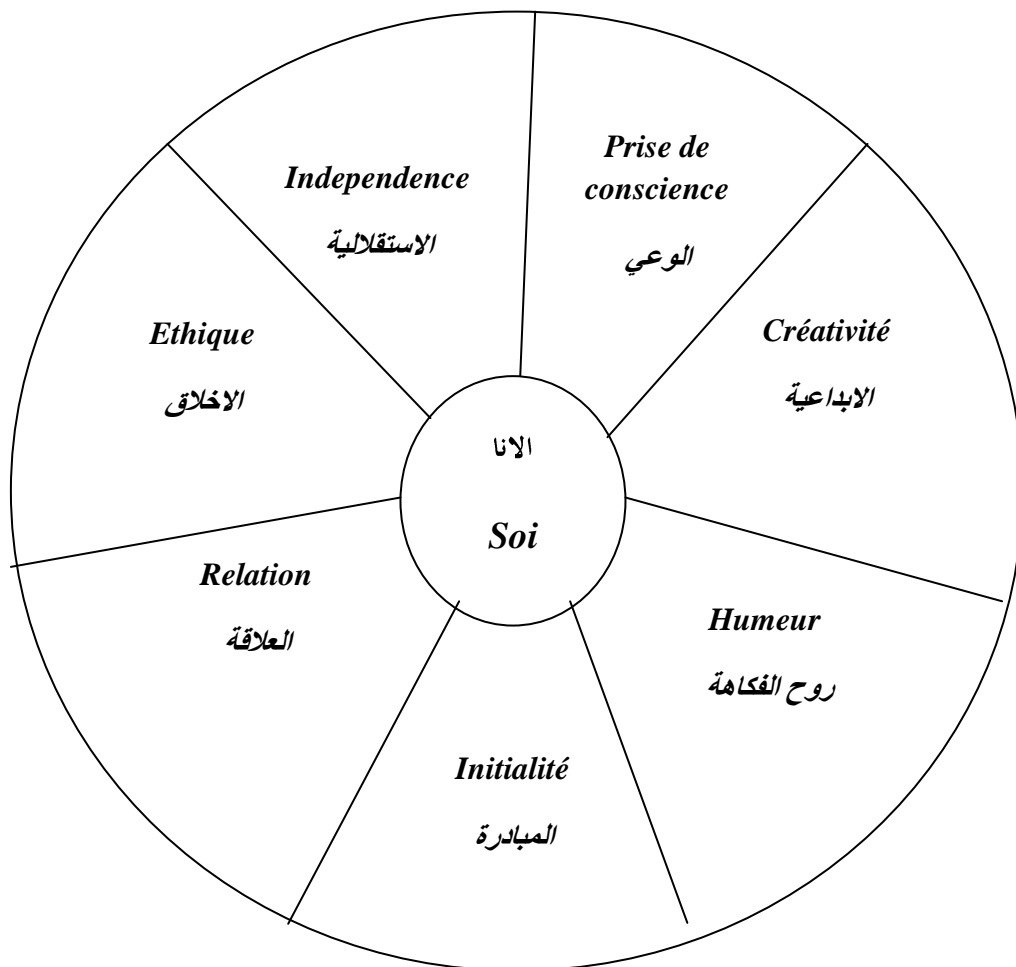 Independence
الاستقلالية
Prise de
conscience
الوعي
Créativité
الابداعية
Ethique
الاخلاق
الانا
Soi
Relation
العلاقة
Humeur
روح الفكاهة
Initialité
المبادرة